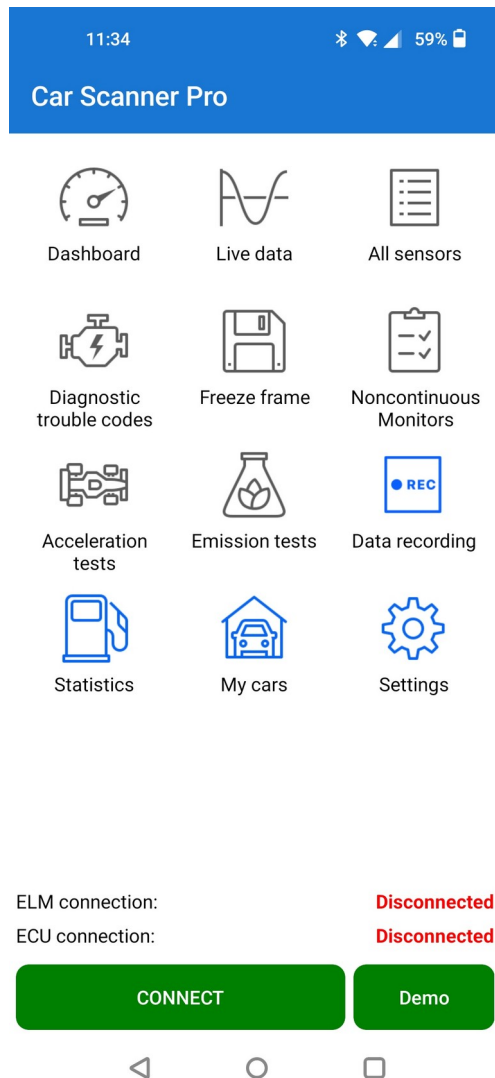 11:34 59%
Car Scanner Pro
Dashboard
Live data
All sensors
Diagnostic
trouble codes
Freeze frame
Noncontinuous
Monitors
Acceleration
tests
Emission tests
REC
Data recording
Statistics
My cars
Settings
ELM connection: Disconnected
ECU connection: Disconnected
CONNECT Demo